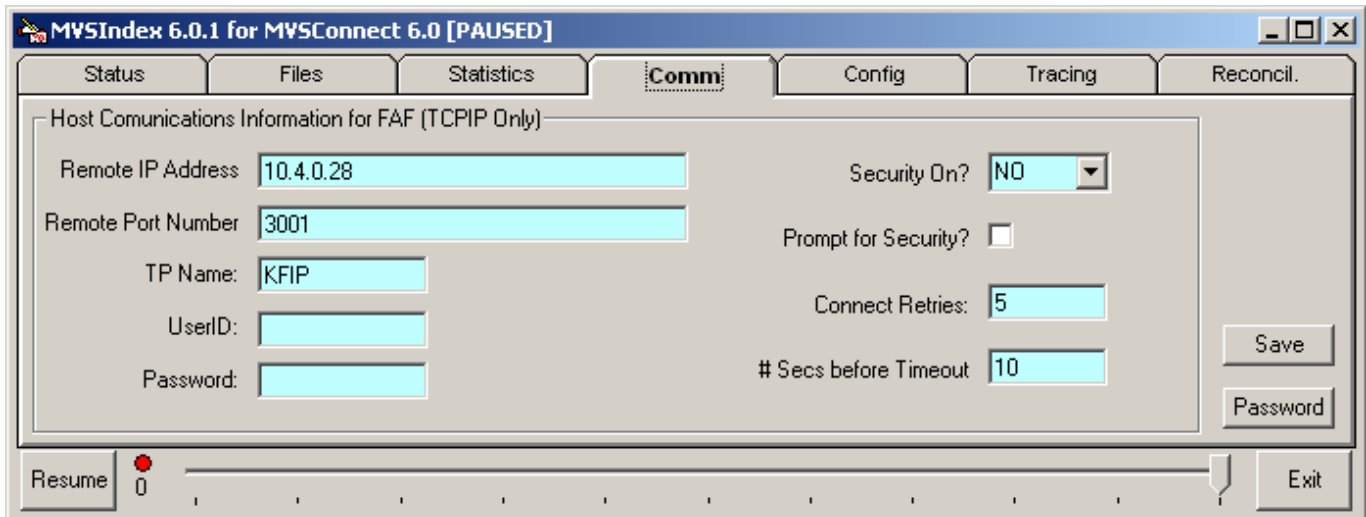 MVSIndex 6.0.1 for MVSConnect 6.0 [PAUSED]
Status Files Statistics Comm Config Tracing Reconcil.
Host Comunications Information for FAF (TCPIP Only)
Remote IP Address 10.4.0.28
Security On? NO
Remote Port Number 3001
Prompt for Security?
TP Name: KFIP
Connect Retries: 5
UserID:
Save
# Secs before Timeout 10
Password:
Password
Resume 0 Exit